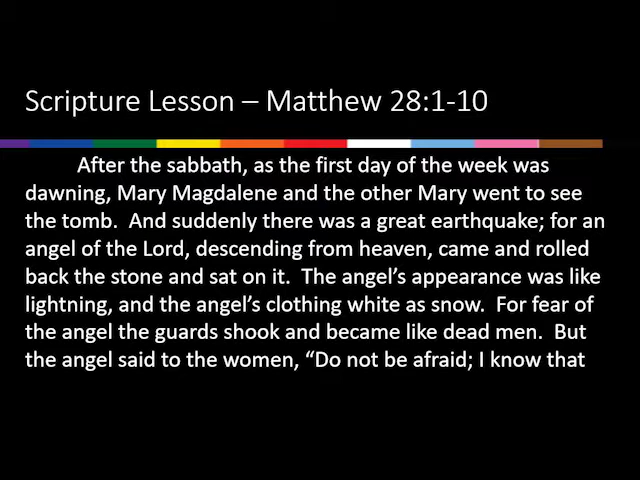 Scripture Lesson – Matthew 28:1-10
After the sabbath, as the first day of the week was
dawning, Mary Magdalene and the other Mary went to see
the tomb.  And suddenly there was a great earthquake; for an
angel of the Lord, descending from heaven, came and rolled
back the stone and sat on it.  The angel’s appearance was like
lightning, and the angel’s clothing white as snow.  For fear of
the angel the guards shook and became like dead men.  But
the angel said to the women, “Do not be afraid; I know that